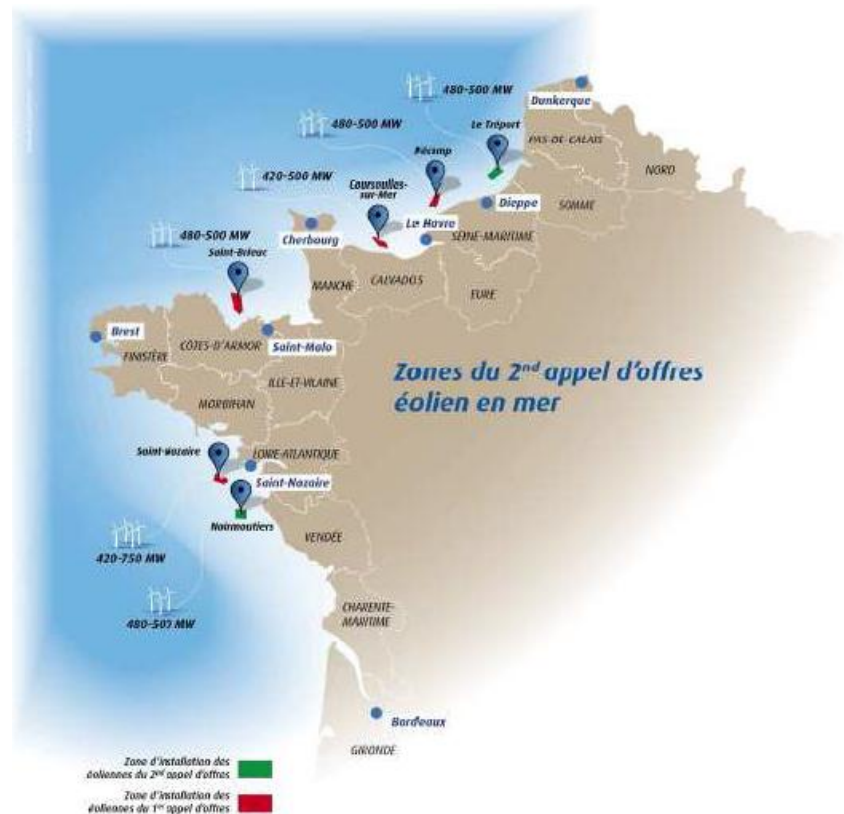 480-500 MW
Dunkerque
480-500 MW
Le Tréport
PAS-DE-CALAIS
Fécamp
NORD
420-500 MW
Courseulles-
sur-Mer
Dieppe
SOMME
480-500 MW
Cherbourg
Le Havre
SEINE-MARITIME
Saint-Brieuc
MANCHE
CALVADOS
EURE
Brest
FINISTÈRE
CÔTES-D'ARMOR
Saint-Malo
Zones du 2nd appel d'offres
éolien en mer
ILLE-ET-VILAINE
MORBIHAN
Saint-Nazaire
LOIRE-ATLANTIQUE
Saint-Nazaire
Noirmoutiers
VENDÉE
420-750 MW
480-500 MW
CHARENTE-
MARITIME
Bordeaux
GIRONDE
Zone d'installation des
éoliennes du 2nd appel d'offres
Zone d'installation des
éoliennes du 1er appel d'offres